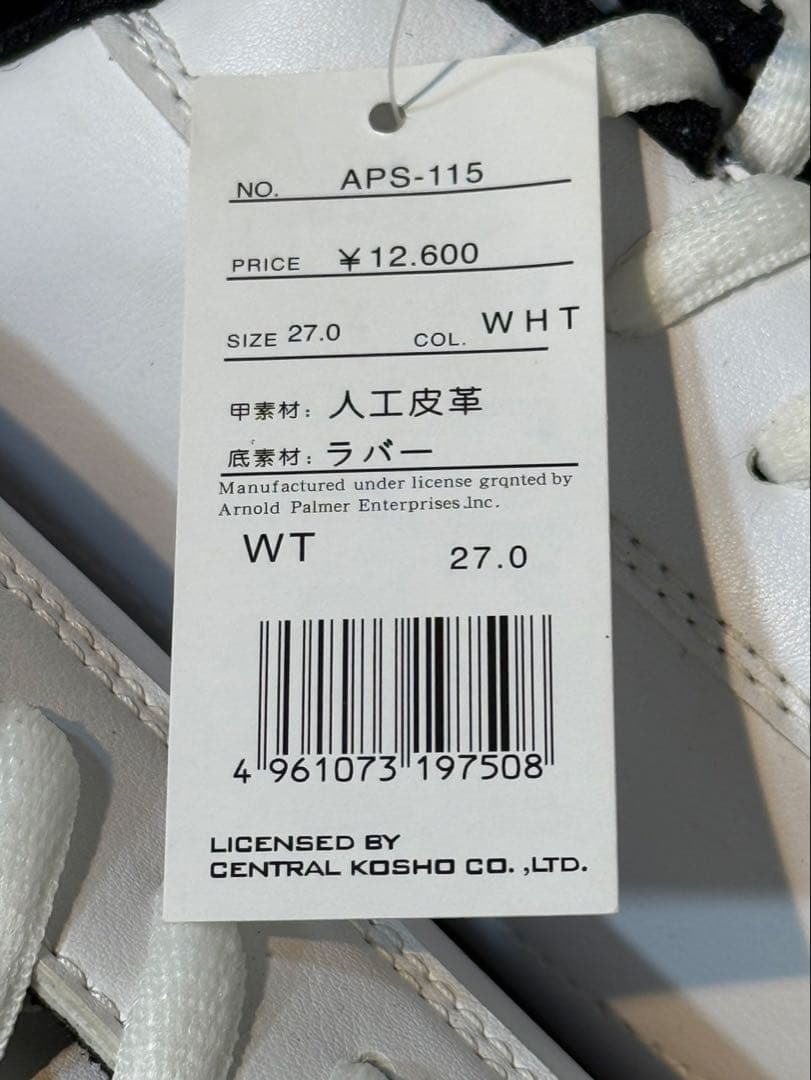 NO. APS-115
PRICE ¥12.600
SIZE 27.0 COL. WHT
甲素材: 人工皮革
底素材: ラバー
Manufactured under license grqnted by
Arnold Palmer Enterprises.Inc.
WT 27.0
4 961073 197508
LICENSED BY
CENTRAL KOSHO CO.,LTD.